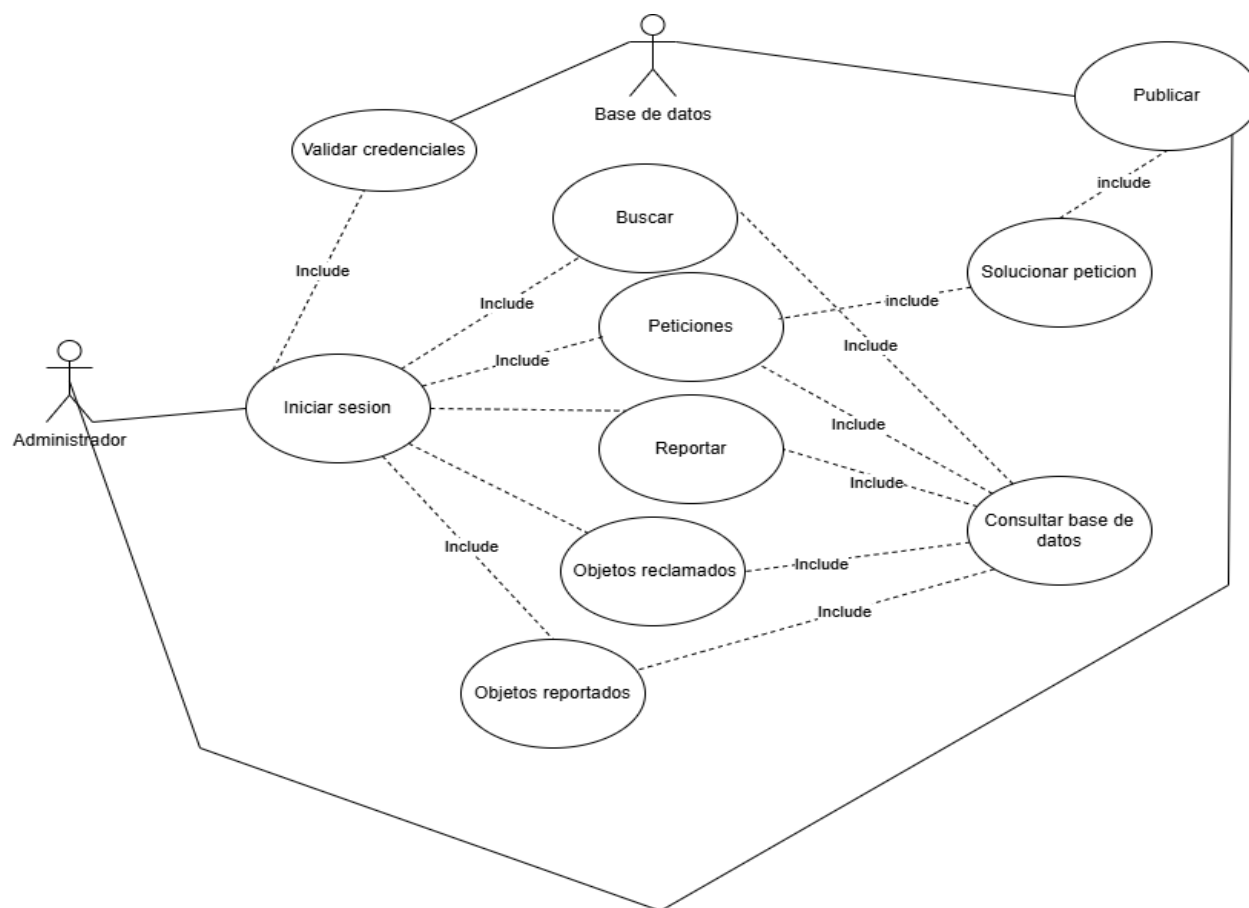 Base de datos
Publicar
Validar credenciales
include
Buscar
Solucionar peticion
Include
Include
include
Peticiones
Include
Include
Administrador
Iniciar sesion
Include
Reportar
Include
Consultar base de
datos
Include
Objetos reclamados
Include
Include
Objetos reportados